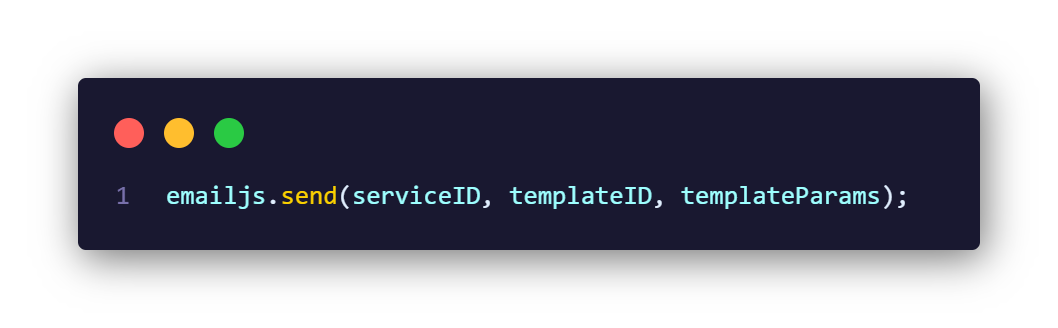 1 emailjs.send(serviceID, templateID, templateParams);